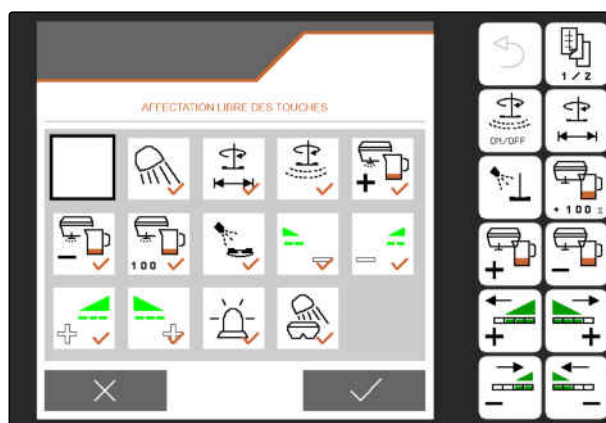 AFFECTATION LIBRE DES TOUCHES
1 / 2
ON/OFF
+ 100 %
+
+ -
- 100
+ +
- -